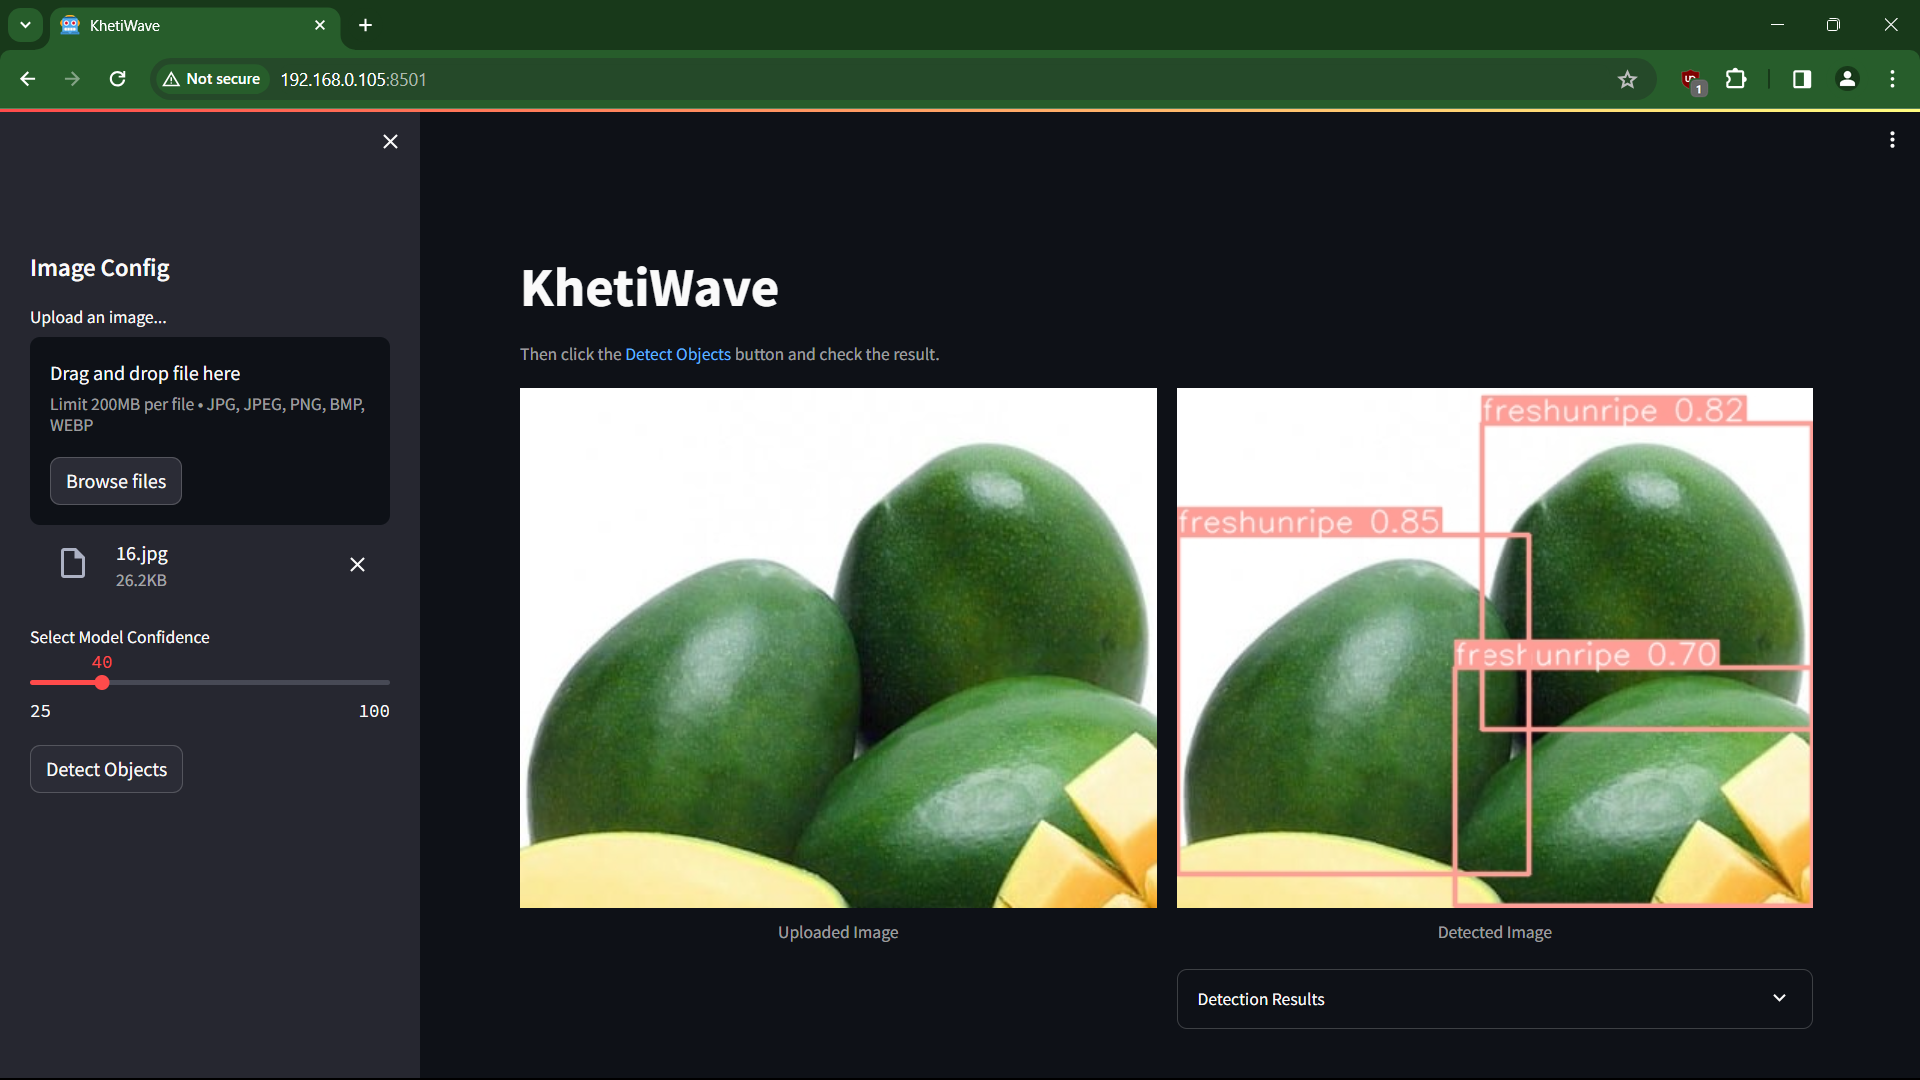 KhetiWave
Not secure
192.168.0.105:8501
1
Image Config
Upload an image...
Drag and drop file here
Limit 200MB per file • JPG, JPEG, PNG, BMP,
WEBP
Browse files
16.jpg
26.2KB
Select Model Confidence
40
25
100
Detect Objects
KhetiWave
Then click the Detect Objects button and check the result.
freshunripe 0.82
freshunripe 0.85
freshunripe 0.70
Uploaded Image
Detected Image
Detection Results